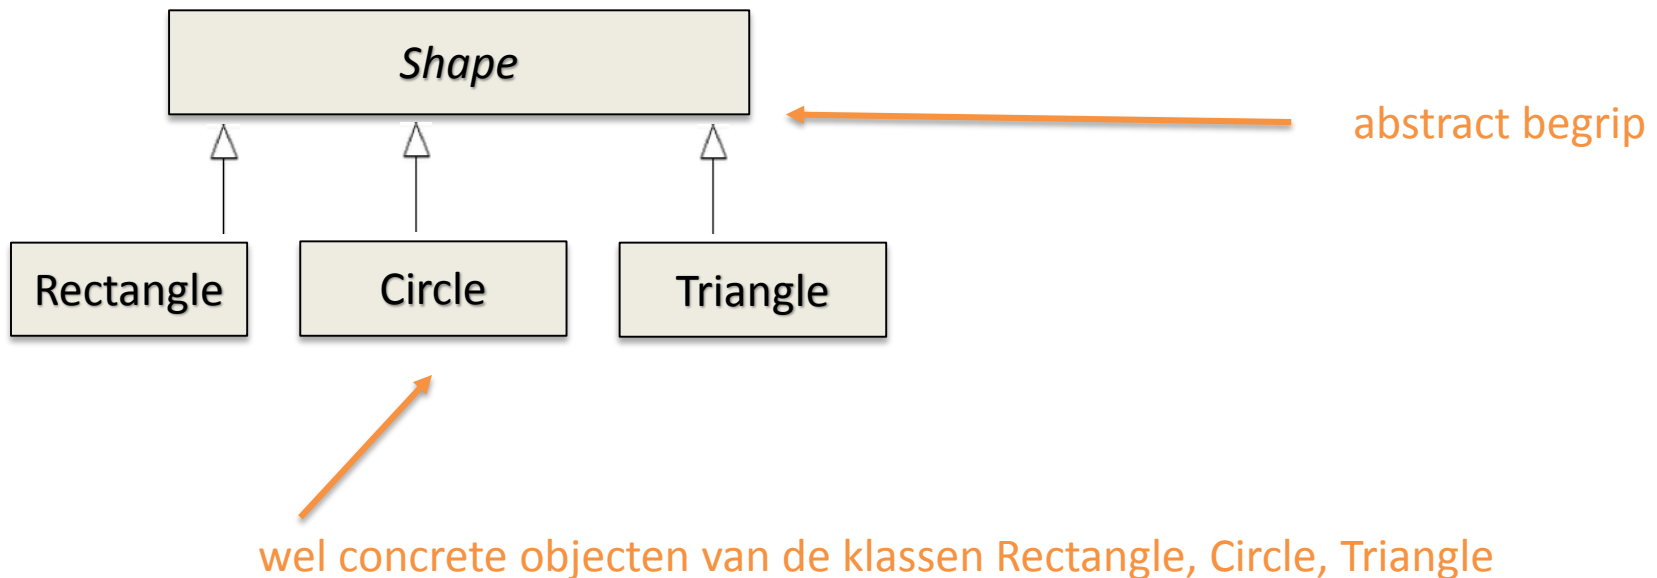 Shape
abstract begrip
Rectangle
Circle
Triangle
wel concrete objecten van de klassen Rectangle, Circle, Triangle